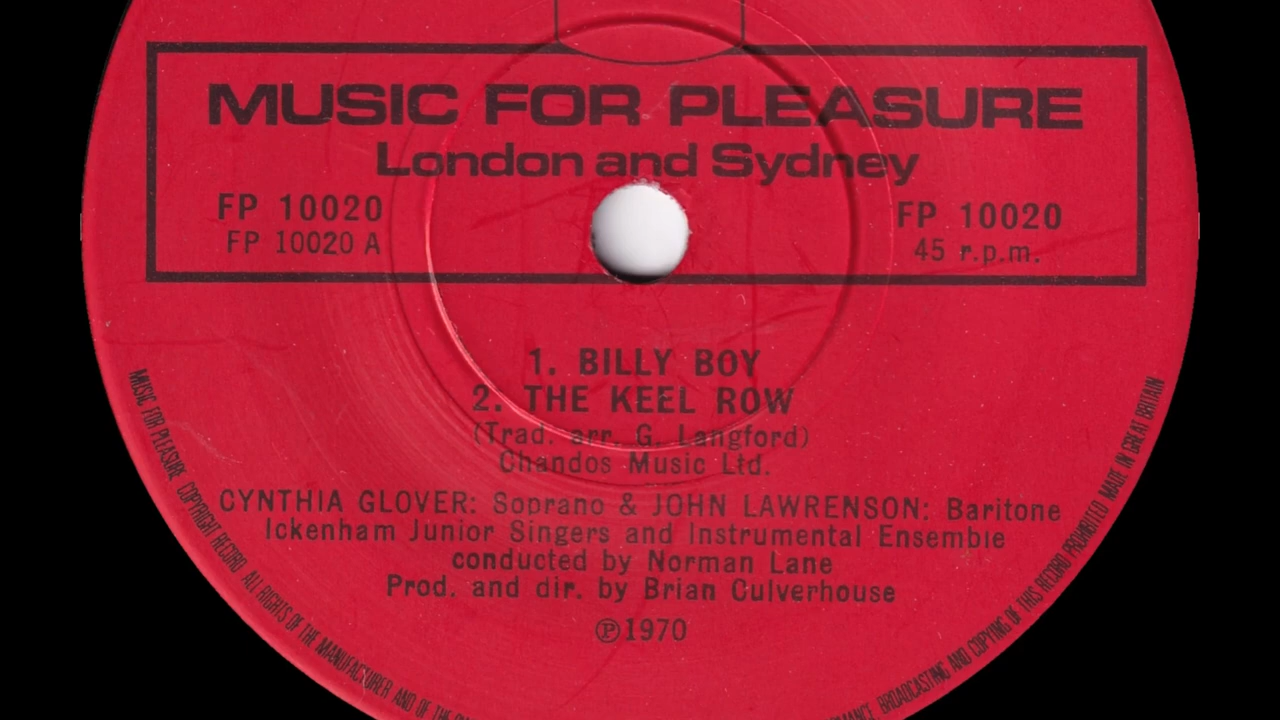 MUSIC FOR PLEASURE
London and Sydney
FP 10020
FP 10020 A
FP 10020
45 r.p.m.
1. BILLY BOY
2. THE KEEL ROW
(Trad. arr. G. Langford)
Chandos Music Ltd.
CYNTHIA GLOVER: Soprano & JOHN LAWRENSON: Baritone
Ickenham Junior Singers and Instrumental Ensemble
conducted by Norman Lane
Prod. and dir. by Brian Culverhouse
℗1970
MUSIC FOR PLEASURE COPYRIGHT RECORD ALL RIGHTS OF THE MANUFACTURER AND OF THE
BROADCASTING AND COPYING OF THIS RECORD PROHIBITED MADE IN GREAT BRITAIN